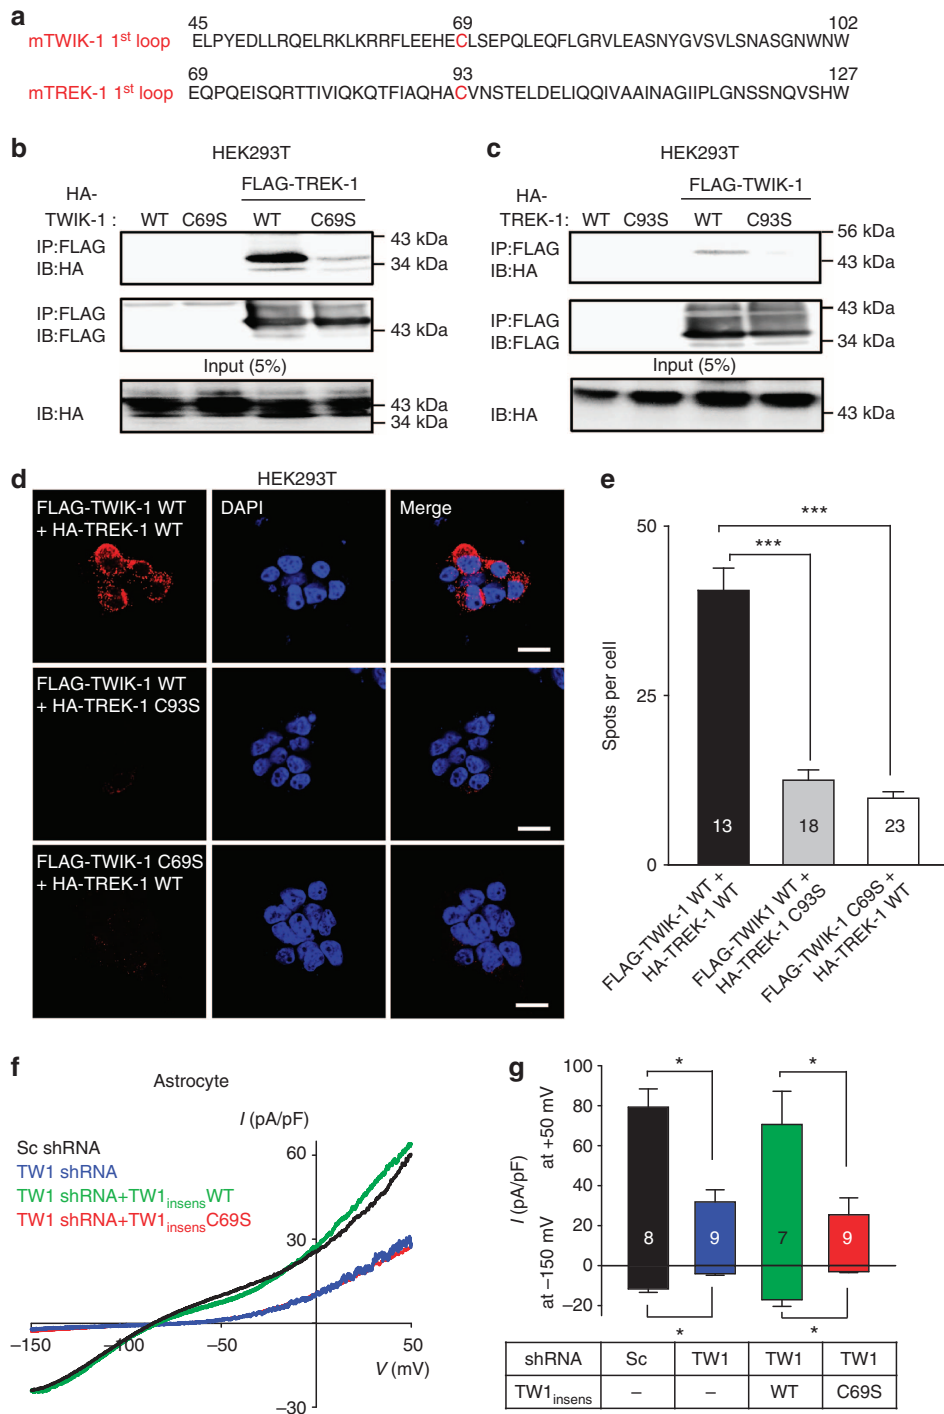 a
45 69 102
mTWIK-1 1st loop ELPYEDLLRQELRKLKRRFLEEHECLSEPQLEQFLGRVLEASNYGVSVLSNASGNWNW
69 93 127
mTREK-1 1st loop EQPQEISQRTTIVIQKQTFIAQHACVNSTELDELIQQIVAAINAGIIPLGNSSNQVSHW
b
HEK293T
HA-
FLAG-TREK-1
TWIK-1 : WT C69S WT C69S
IP:FLAG
IB:HA
43 kDa
34 kDa
IP:FLAG
IB:FLAG
43 kDa
Input (5%)
IB:HA
43 kDa
34 kDa
c
HEK293T
HA-
FLAG-TWIK-1
TREK-1: WT C93S WT C93S
IP:FLAG
IB:HA
56 kDa
43 kDa
IP:FLAG
IB:FLAG
43 kDa
34 kDa
Input (5%)
IB:HA
43 kDa
d
HEK293T
FLAG-TWIK-1 WT
+ HA-TREK-1 WT
DAPI
Merge
FLAG-TWIK-1 WT
+ HA-TREK-1 C93S
FLAG-TWIK-1 C69S
+ HA-TREK-1 WT
e
Spots per cell
50
25
0
***
***
13
18
23
FLAG-TWIK-1 WT +
HA-TREK-1 WT
FLAG-TWIK1 WT +
HA-TREK-1 C93S
FLAG-TWIK-1 C69S +
HA-TREK-1 WT
f
Astrocyte
I (pA/pF)
Sc shRNA
TW1 shRNA
TW1 shRNA+TW1insensWT
TW1 shRNA+TW1insensC69S
60
30
−150 −100 −50 50
V (mV)
−30
g
I (pA/pF)
at −150 mV at +50 mV
100
80
60
40
20
0
−20
* *
8 9 7 9
* *
shRNA Sc TW1 TW1 TW1
TW1insens – – WT C69S